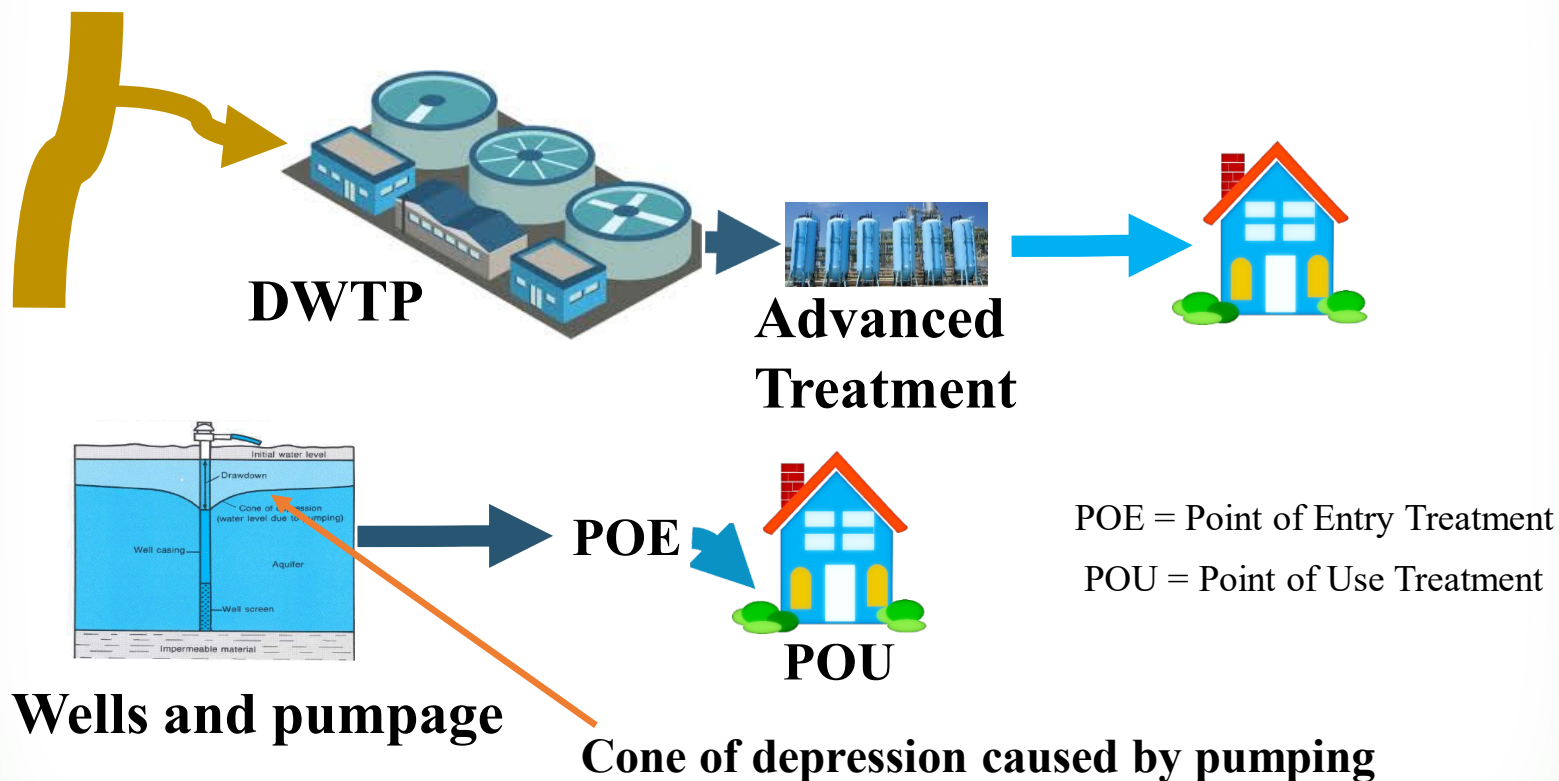 DWTP
Advanced
Treatment
Initial water level
Drawdown
Cone of depression
(water level due to pumping)
Well casing
Aquifer
Well screen
Impermeable material
POE
POE = Point of Entry Treatment
POU = Point of Use Treatment
POU
Wells and pumpage
Cone of depression caused by pumping